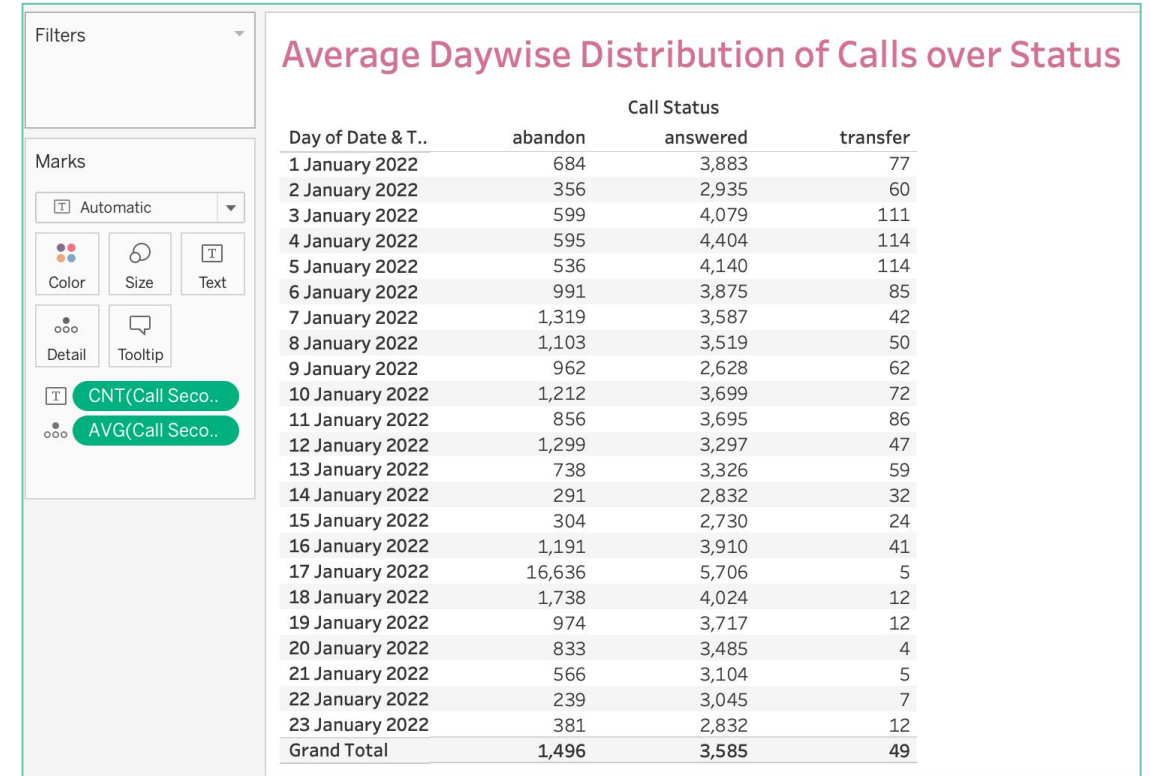 Filters
Average Daywise Distribution of Calls over Status
Call Status
Day of Date & T.. abandon answered transfer
Marks
1 January 2022 684 3,883 77
2 January 2022 356 2,935 60
T Automatic
3 January 2022 599 4,079 111
4 January 2022 595 4,404 114
T
5 January 2022 536 4,140 114
Color Size Text
6 January 2022 991 3,875 85
7 January 2022 1,319 3,587 42
8 January 2022 1,103 3,519 50
Detail Tooltip
9 January 2022 962 2,628 62
T CNT(Call Seco..
10 January 2022 1,212 3,699 72
11 January 2022 856 3,695 86
AVG(Call Seco..
12 January 2022 1,299 3,297 47
13 January 2022 738 3,326 59
14 January 2022 291 2,832 32
15 January 2022 304 2,730 24
16 January 2022 1,191 3,910 41
17 January 2022 16,636 5,706 5
18 January 2022 1,738 4,024 12
19 January 2022 974 3,717 12
20 January 2022 833 3,485 4
21 January 2022 566 3,104 5
22 January 2022 239 3,045 7
23 January 2022 381 2,832 12
Grand Total 1,496 3,585 49